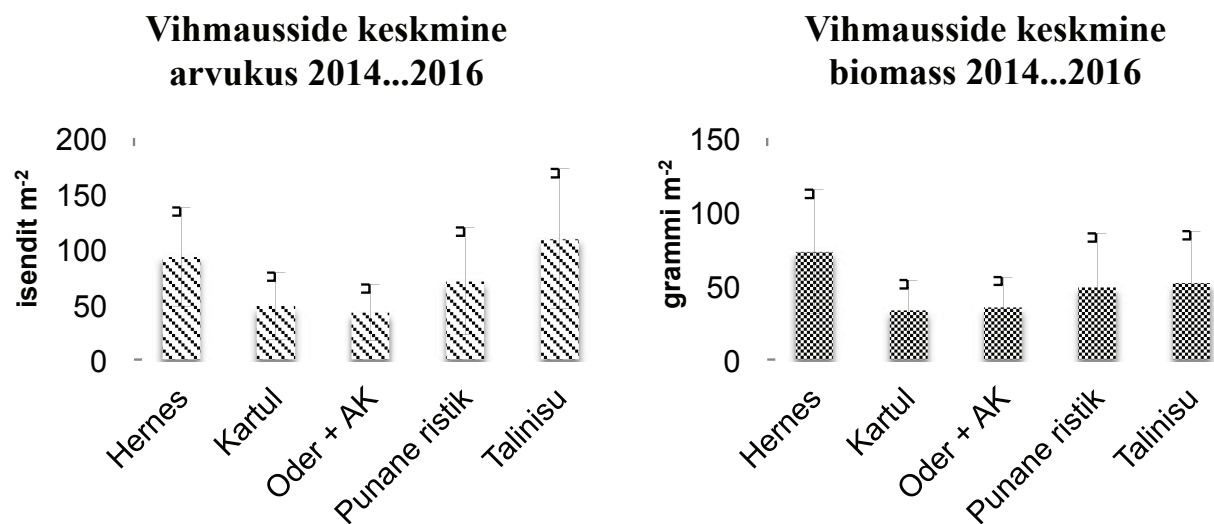 Vihmausside keskmine
arvukus 2014...2016
isendit m⁻²
200
150
100
50
0
Hernes
Kartul
Oder + AK
Punane ristik
Talinisu
Vihmausside keskmine
biomass 2014...2016
grammi m⁻²
150
100
50
0
Hernes
Kartul
Oder + AK
Punane ristik
Talinisu